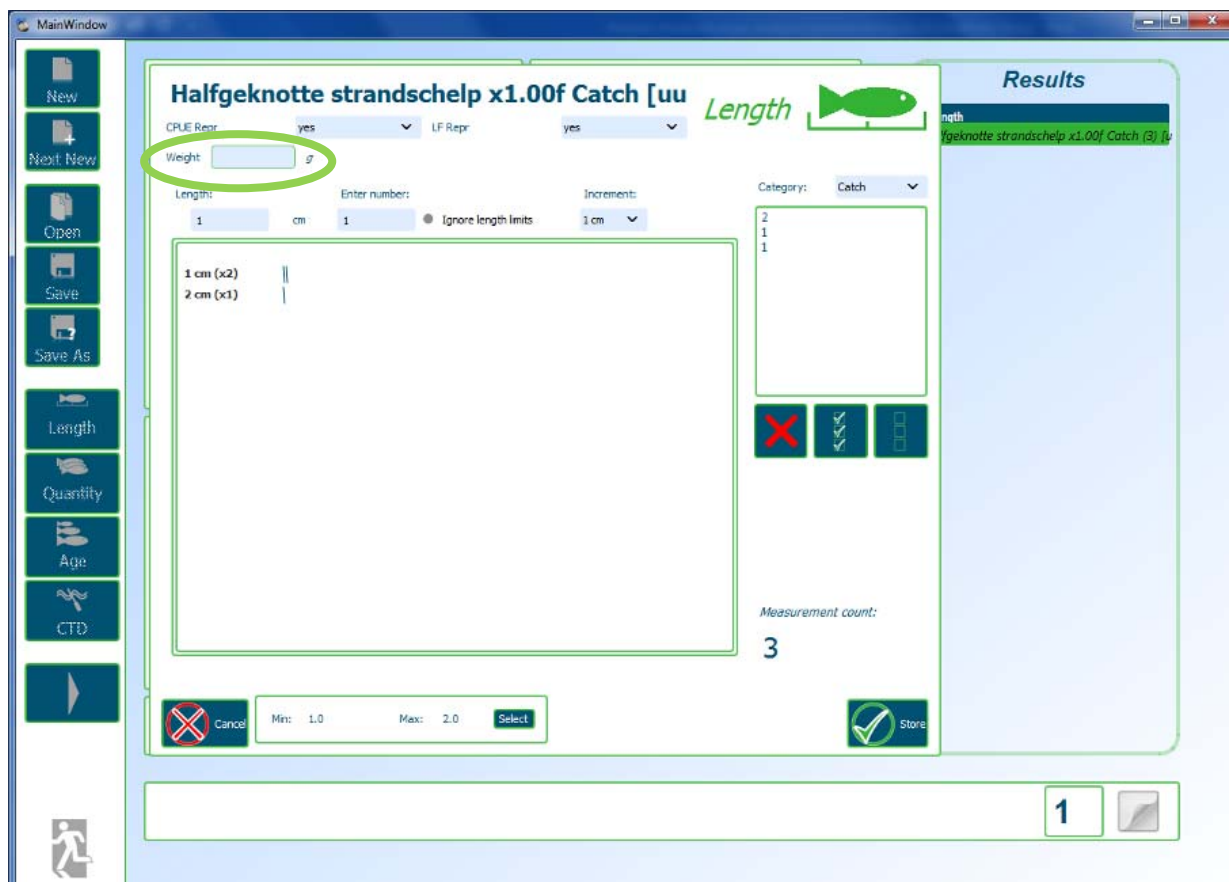 MainWindow
New
Next New
Open
Save
Save As
Length
Quantity
Age
CTD
Halfgeknotte strandschelp x1.00f Catch [uu
Length
CPUE Repr yes LF Repr yes
Weight g
Length: Enter number: Increment:
1 cm 1 Ignore length limits 1 cm
1 cm (x2)
2 cm (x1)
Category: Catch
2
1
1
Measurement count:
3
Cancel
Min: 1.0 Max: 2.0 Select
Store
Results
ngth
fgeknotte strandschelp x1.00f Catch (3) [u
1